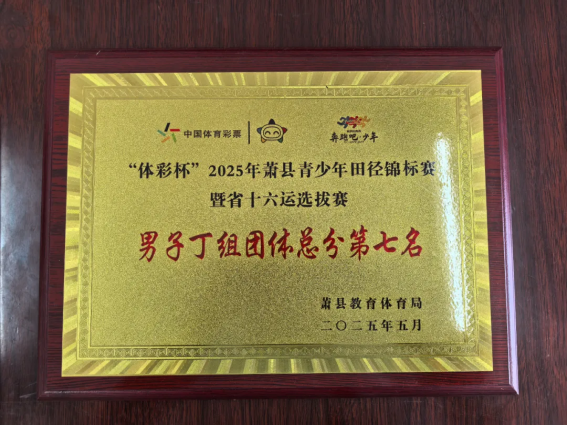 中国体育彩票 奔跑吧少年
“体彩杯”2025年萧县青少年田径锦标赛
暨省十六运选拔赛
男子丁组团体总分第七名
萧县教育体育局
二〇二五年五月